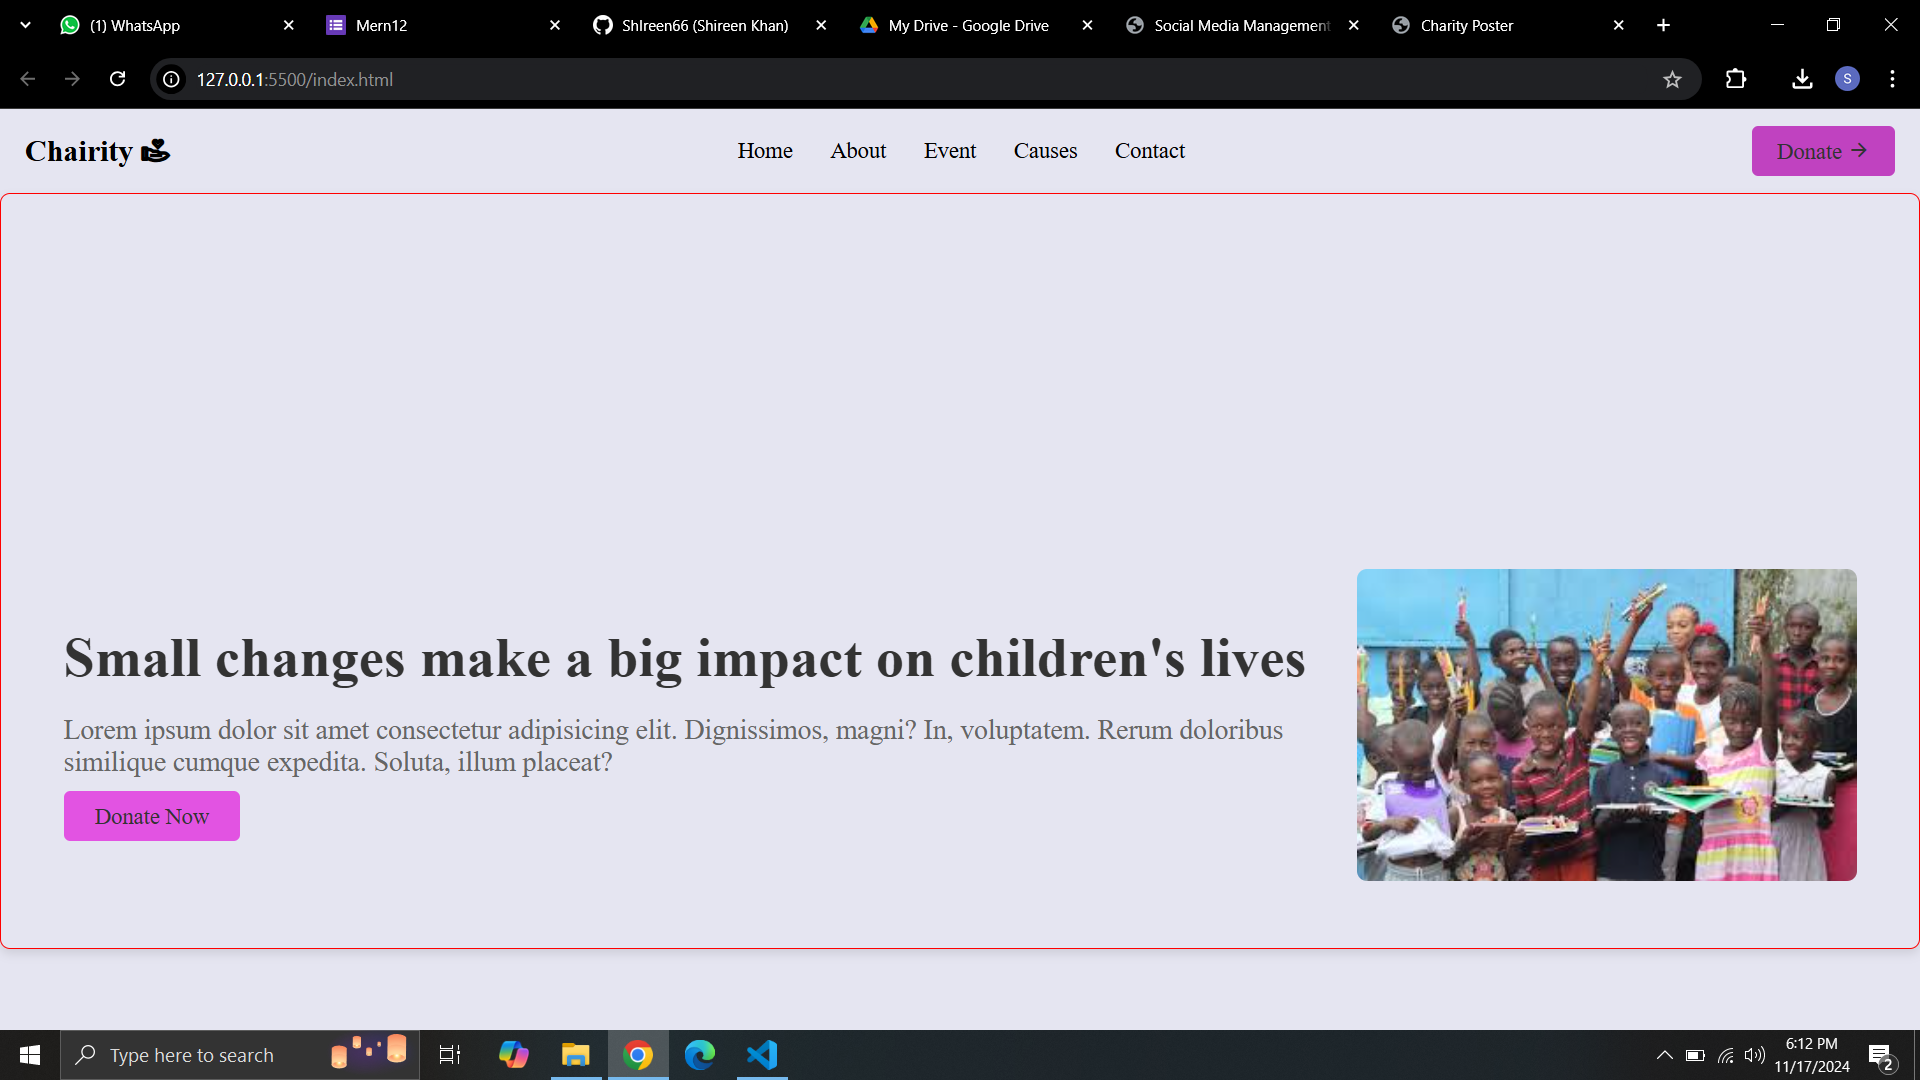 (1) WhatsApp
Mern12
ShIreen66 (Shireen Khan)
My Drive - Google Drive
Social Media Management
Charity Poster
127.0.0.1:5500/index.html
S
Chairity
Home About Event Causes Contact
Donate
Small changes make a big impact on children's lives
Lorem ipsum dolor sit amet consectetur adipisicing elit. Dignissimos, magni? In, voluptatem. Rerum doloribus
similique cumque expedita. Soluta, illum placeat?
Donate Now
Type here to search
6:12 PM
11/17/2024
2